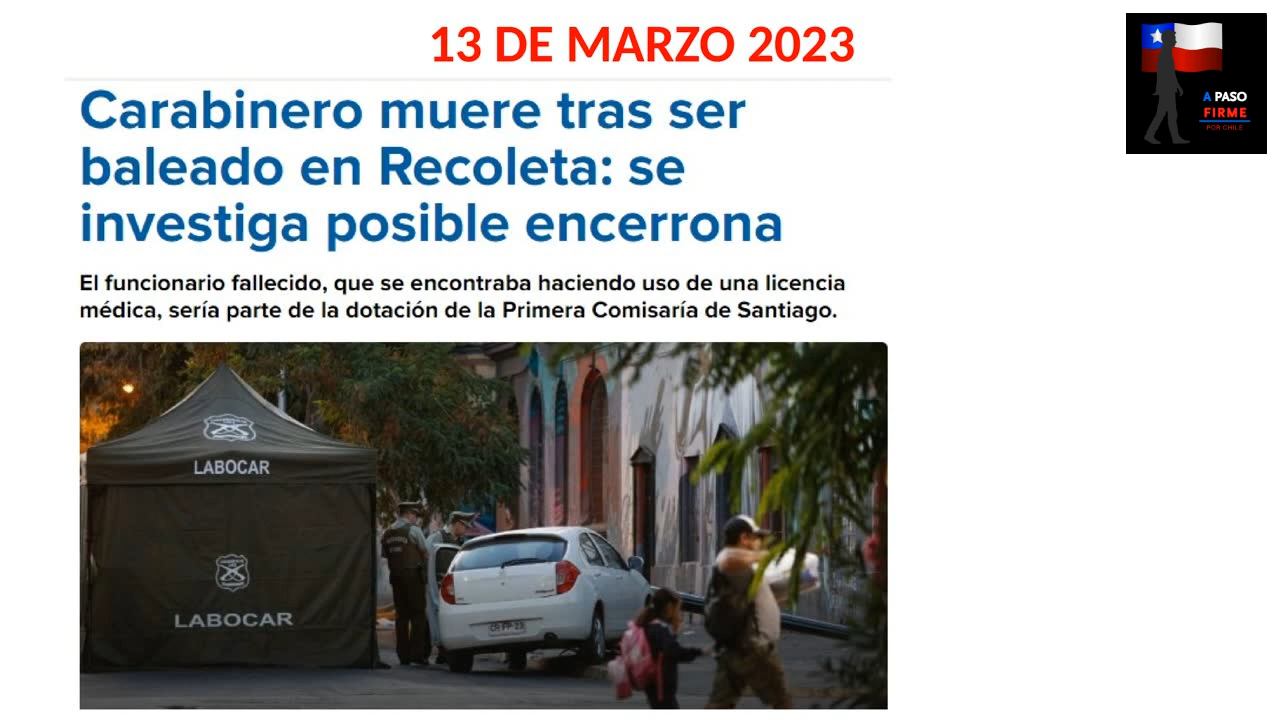 13 DE MARZO 2023
A PASO
FIRME
POR CHILE
Carabinero muere tras ser
baleado en Recoleta: se
investiga posible encerrona
El funcionario fallecido, que se encontraba haciendo uso de una licencia
médica, sería parte de la dotación de la Primera Comisaría de Santiago.
LABOCAR
LABOCAR